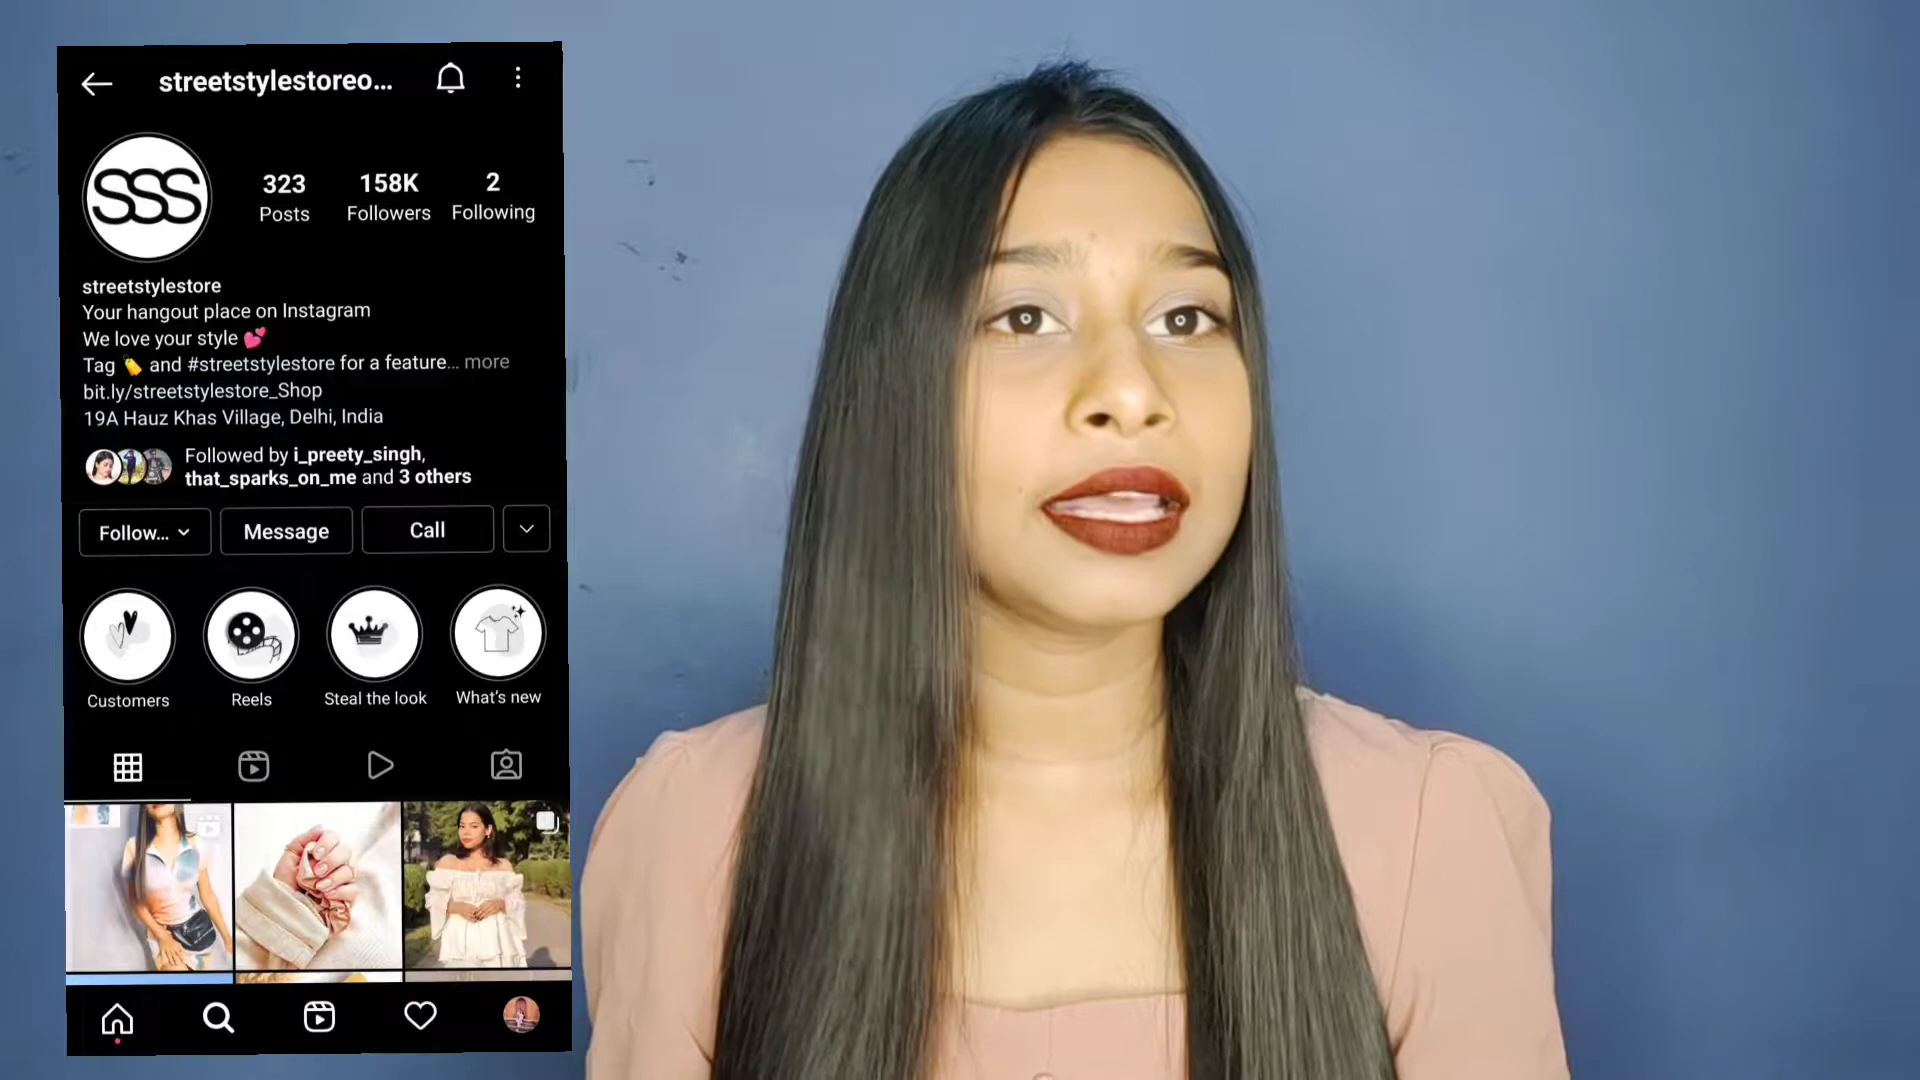 streetstylestoreo...
SSS
323
Posts
158K
Followers
2
Following
streetstylestore
Your hangout place on Instagram
We love your style 💕
Tag 🏷️ and #streetstylestore for a feature... more
bit.ly/streetstylestore_Shop
19A Hauz Khas Village, Delhi, India
Followed by i_preety_singh,
that_sparks_on_me and 3 others
Follow...
Message
Call
Customers
Reels
Steal the look
What's new